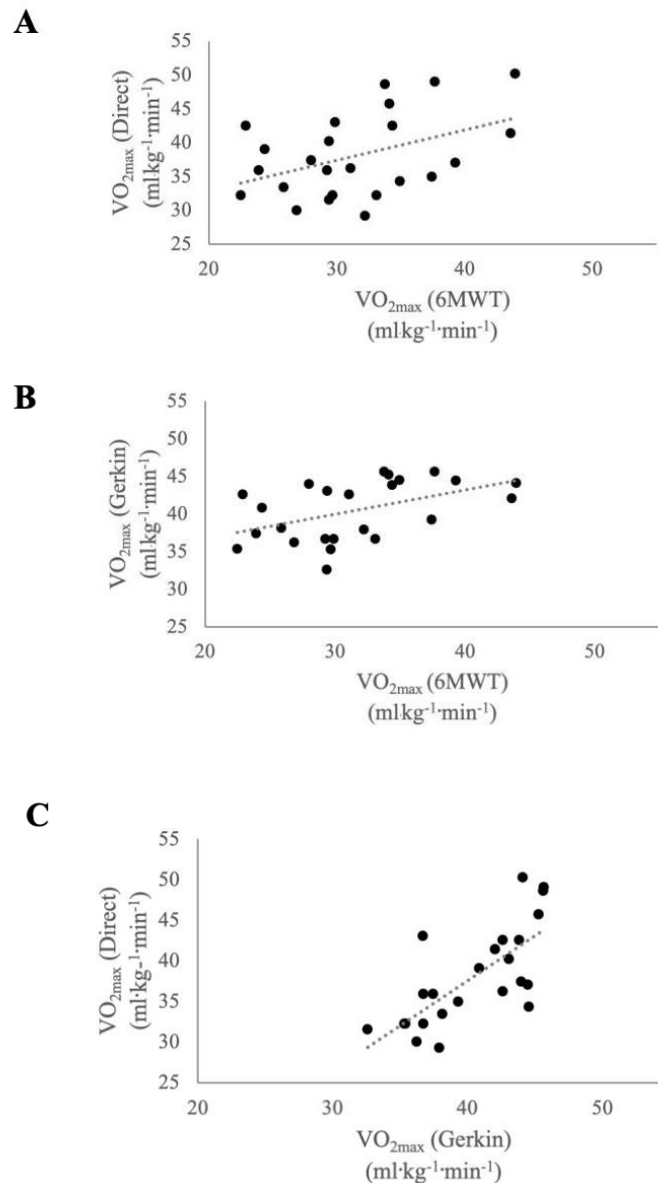 A
55
50
45
40
35
30
25
20
30
40
50
VO2max (Direct)
(ml·kg-1·min-1)
VO2max (6MWT)
(ml·kg-1·min-1)
B
55
50
45
40
35
30
25
20
30
40
50
VO2max (Gerkin)
(ml·kg-1·min-1)
VO2max (6MWT)
(ml·kg-1·min-1)
C
55
50
45
40
35
30
25
20
30
40
50
VO2max (Direct)
(ml·kg-1·min-1)
VO2max (Gerkin)
(ml·kg-1·min-1)